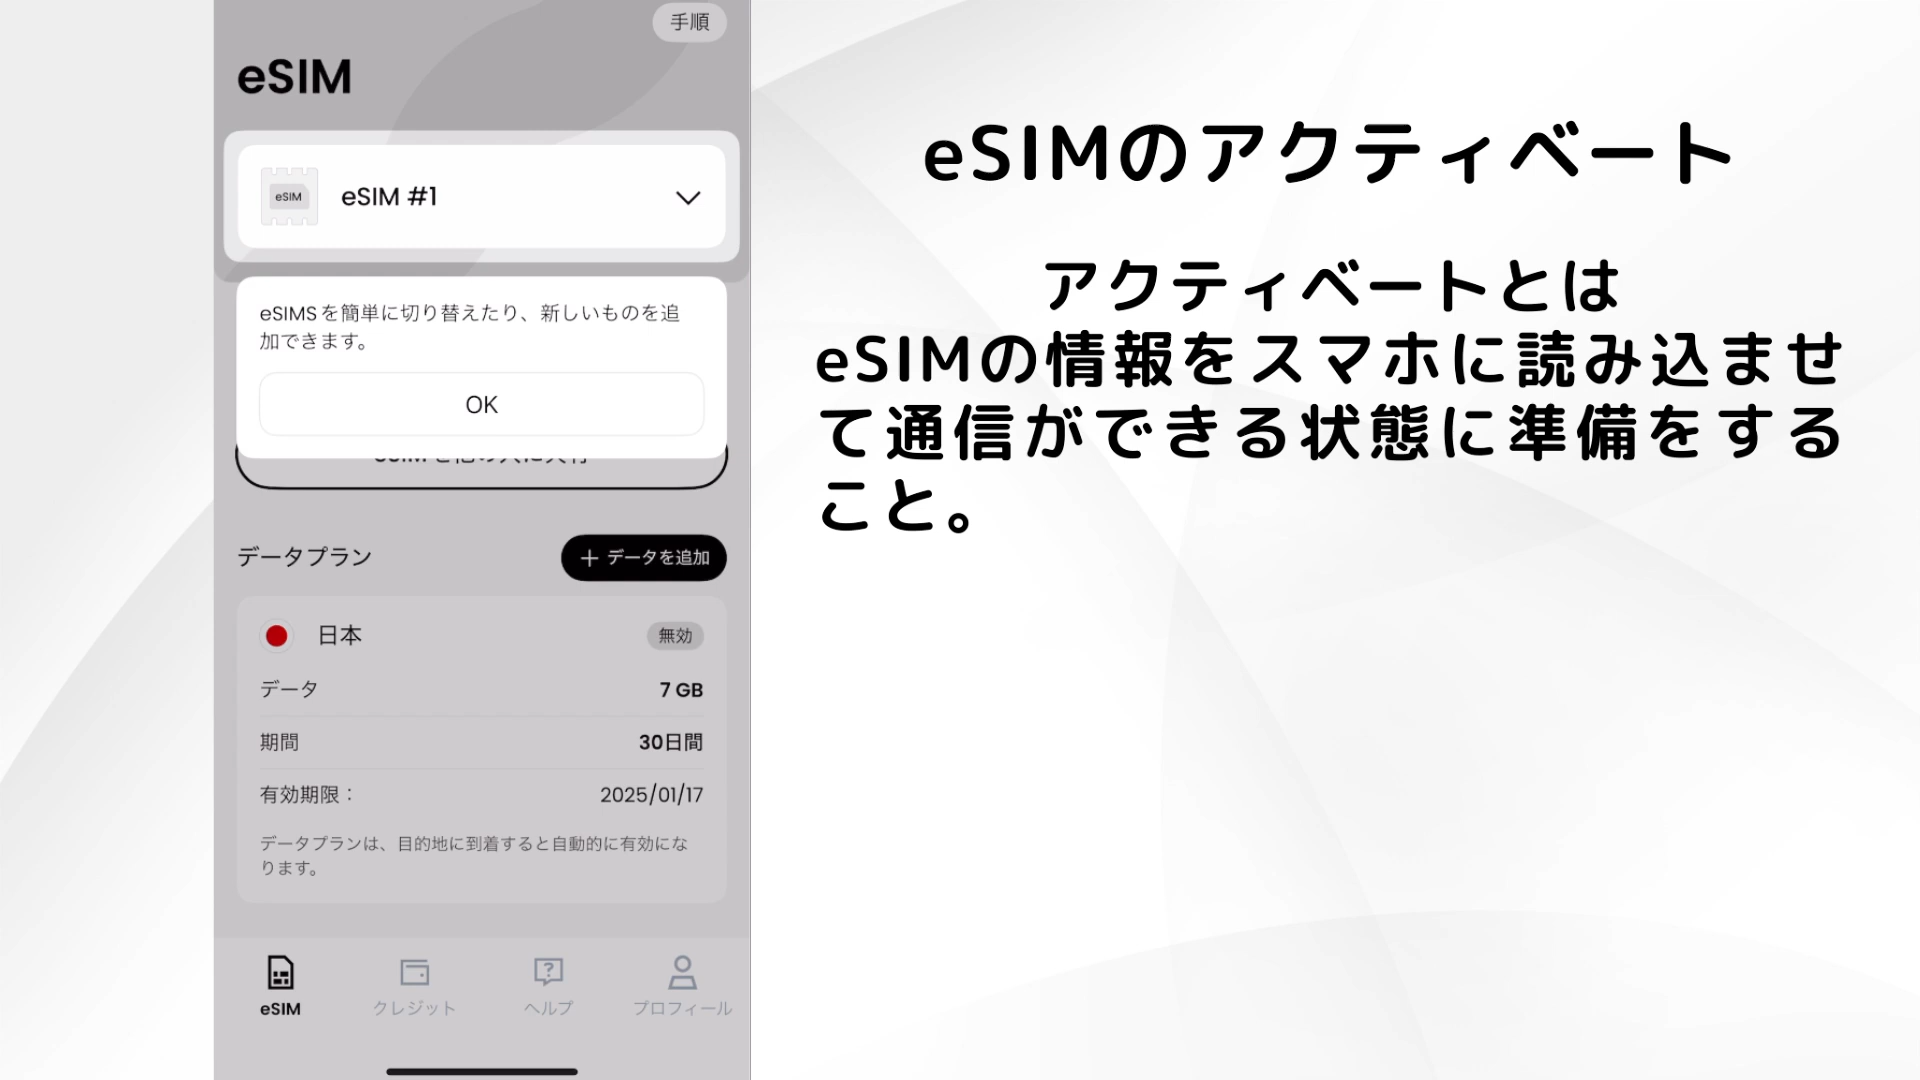 手順
eSIM
eSIM
eSIM #1
eSIMSを簡単に切り替えたり、新しいものを追
加できます。
OK
データプラン
データを追加
日本
無効
データ
7 GB
期間
30日間
有効期限：
2025/01/17
データプランは、目的地に到着すると自動的に有効にな
ります。
eSIM
クレジット
ヘルプ
プロフィール
eSIMのアクティベート
アクティベートとは
eSIMの情報をスマホに読み込ませ
て通信ができる状態に準備をする
こと。